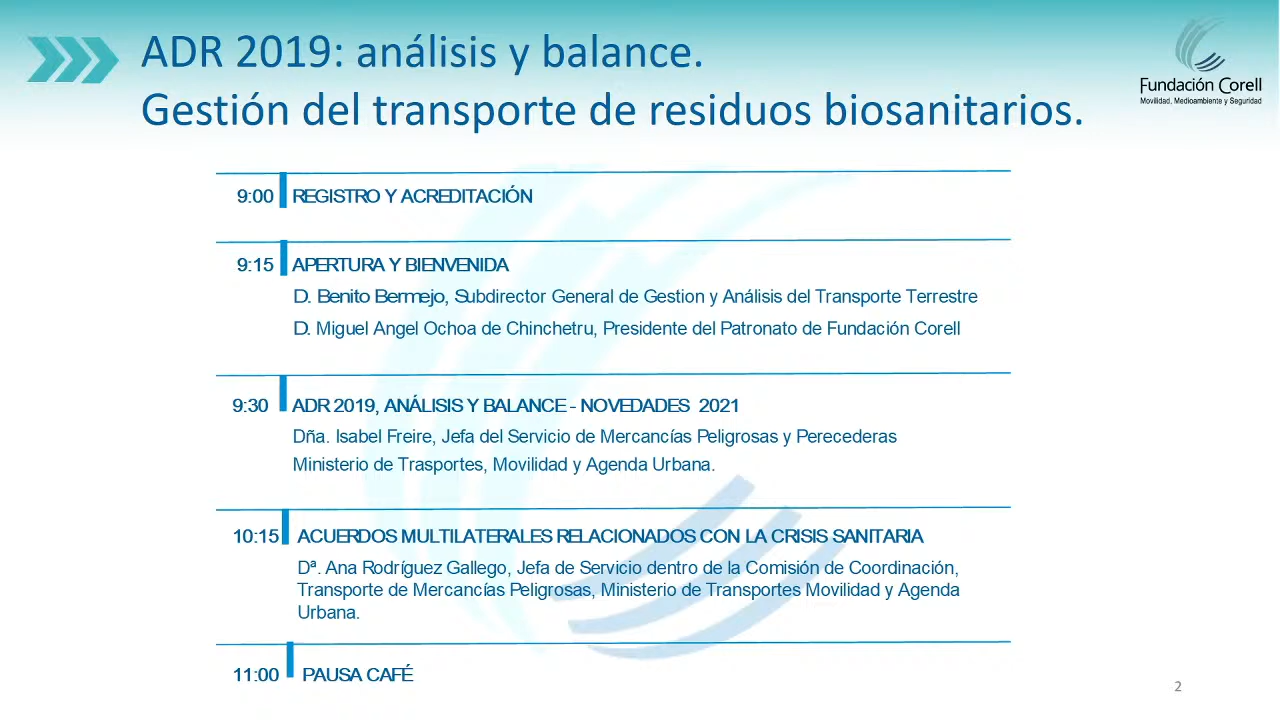 ADR 2019: análisis y balance.
Gestión del transporte de residuos biosanitarios.
Fundación Corell
Movilidad, Medioambiente y Seguridad
9:00 REGISTRO Y ACREDITACIÓN
9:15 APERTURA Y BIENVENIDA
D. Benito Bermejo, Subdirector General de Gestion y Análisis del Transporte Terrestre
D. Miguel Angel Ochoa de Chinchetru, Presidente del Patronato de Fundación Corell
9:30 ADR 2019, ANÁLISIS Y BALANCE - NOVEDADES 2021
Dña. Isabel Freire, Jefa del Servicio de Mercancías Peligrosas y Perecederas
Ministerio de Trasportes, Movilidad y Agenda Urbana.
10:15 ACUERDOS MULTILATERALES RELACIONADOS CON LA CRISIS SANITARIA
Dª. Ana Rodríguez Gallego, Jefa de Servicio dentro de la Comisión de Coordinación,
Transporte de Mercancías Peligrosas, Ministerio de Transportes Movilidad y Agenda
Urbana.
11:00 PAUSA CAFÉ
2